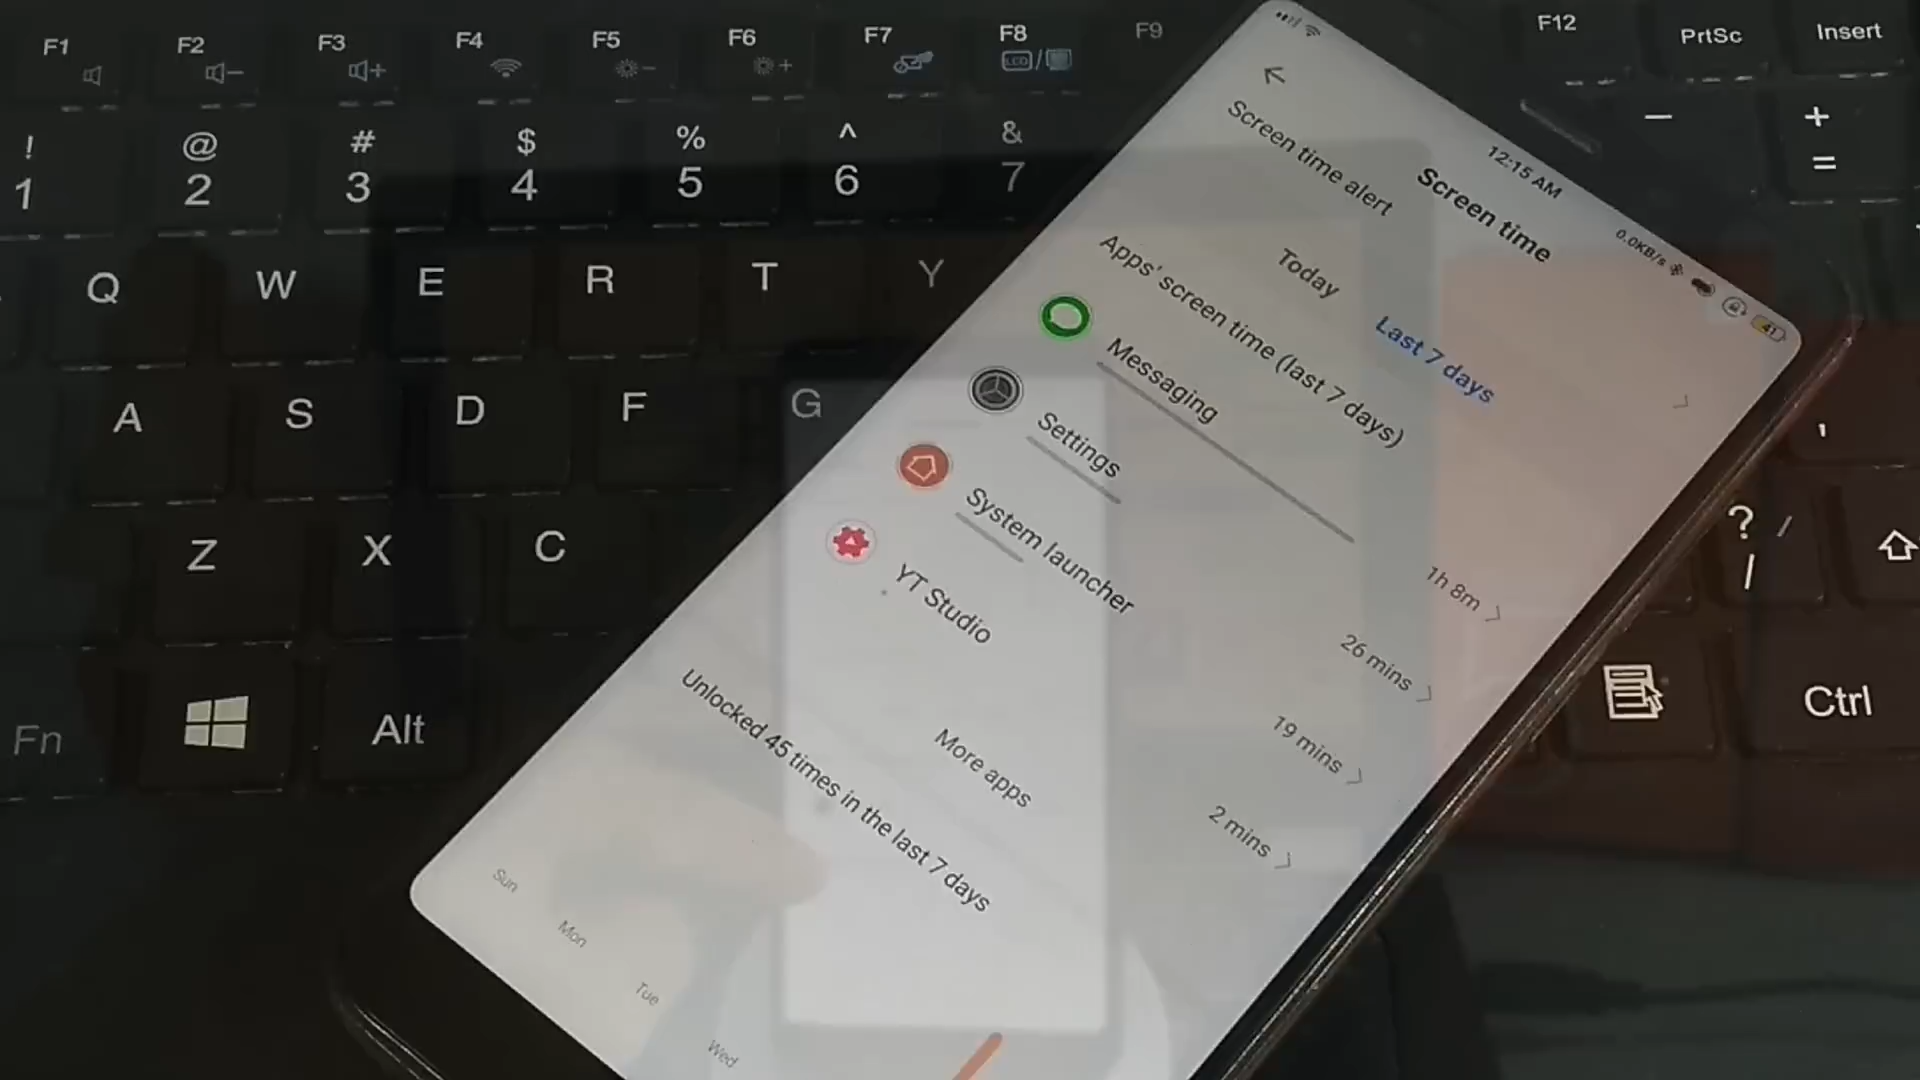 F1 F2 F3 F4 F5 F6 F7 F8 F9 F12 PrtSc Insert
! @ # $ % ^ & — +
1 2 3 4 5 6 7 =
Q W E R T Y
A S D F G '
Z X C ? /
Fn Alt Ctrl
LCD
12:15 AM
0.0KB/s
41
Screen time
Screen time alert
Today
Last 7 days
Apps' screen time (last 7 days)
Messaging
1h 8m
Settings
26 mins
System launcher
19 mins
YT Studio
2 mins
More apps
Unlocked 45 times in the last 7 days
Sun
Mon
Tue
Wed